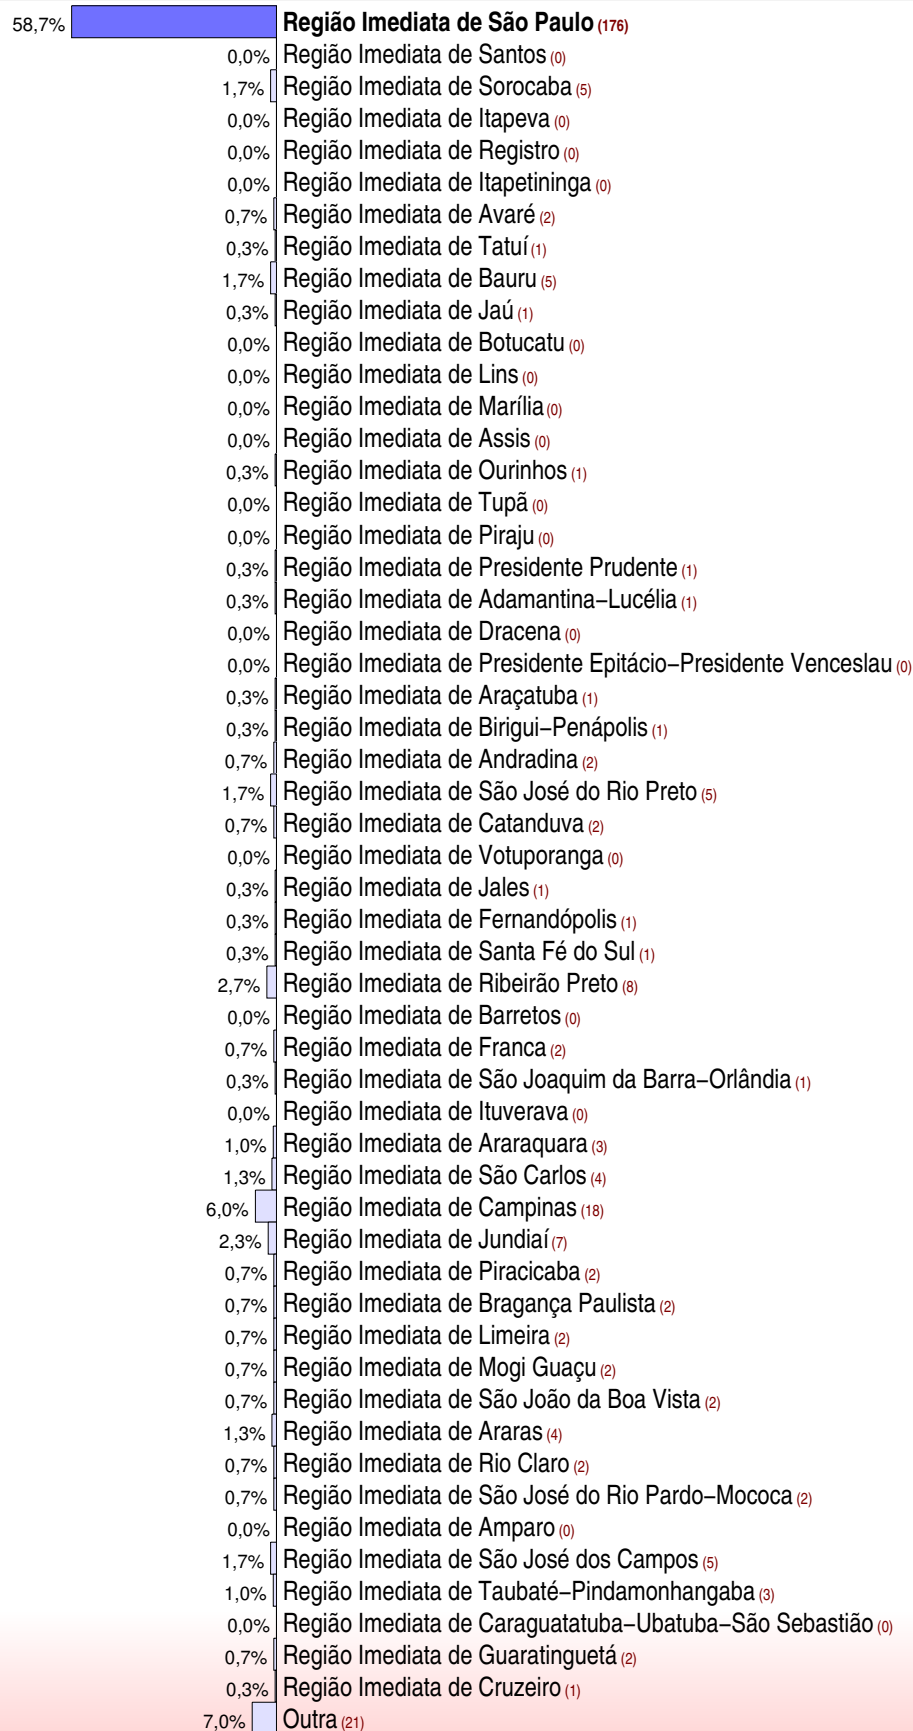 58,7% Região Imediata de São Paulo (176)
0,0% Região Imediata de Santos (0)
1,7% Região Imediata de Sorocaba (5)
0,0% Região Imediata de Itapeva (0)
0,0% Região Imediata de Registro (0)
0,0% Região Imediata de Itapetininga (0)
0,7% Região Imediata de Avaré (2)
0,3% Região Imediata de Tatuí (1)
1,7% Região Imediata de Bauru (5)
0,3% Região Imediata de Jaú (1)
0,0% Região Imediata de Botucatu (0)
0,0% Região Imediata de Lins (0)
0,0% Região Imediata de Marília (0)
0,0% Região Imediata de Assis (0)
0,3% Região Imediata de Ourinhos (1)
0,0% Região Imediata de Tupã (0)
0,0% Região Imediata de Piraju (0)
0,3% Região Imediata de Presidente Prudente (1)
0,3% Região Imediata de Adamantina−Lucélia (1)
0,0% Região Imediata de Dracena (0)
0,0% Região Imediata de Presidente Epitácio−Presidente Venceslau (0)
0,3% Região Imediata de Araçatuba (1)
0,3% Região Imediata de Birigui−Penápolis (1)
0,7% Região Imediata de Andradina (2)
1,7% Região Imediata de São José do Rio Preto (5)
0,7% Região Imediata de Catanduva (2)
0,0% Região Imediata de Votuporanga (0)
0,3% Região Imediata de Jales (1)
0,3% Região Imediata de Fernandópolis (1)
0,3% Região Imediata de Santa Fé do Sul (1)
2,7% Região Imediata de Ribeirão Preto (8)
0,0% Região Imediata de Barretos (0)
0,7% Região Imediata de Franca (2)
0,3% Região Imediata de São Joaquim da Barra−Orlândia (1)
0,0% Região Imediata de Ituverava (0)
1,0% Região Imediata de Araraquara (3)
1,3% Região Imediata de São Carlos (4)
6,0% Região Imediata de Campinas (18)
2,3% Região Imediata de Jundiaí (7)
0,7% Região Imediata de Piracicaba (2)
0,7% Região Imediata de Bragança Paulista (2)
0,7% Região Imediata de Limeira (2)
0,7% Região Imediata de Mogi Guaçu (2)
0,7% Região Imediata de São João da Boa Vista (2)
1,3% Região Imediata de Araras (4)
0,7% Região Imediata de Rio Claro (2)
0,7% Região Imediata de São José do Rio Pardo−Mococa (2)
0,0% Região Imediata de Amparo (0)
1,7% Região Imediata de São José dos Campos (5)
1,0% Região Imediata de Taubaté−Pindamonhangaba (3)
0,0% Região Imediata de Caraguatatuba−Ubatuba−São Sebastião (0)
0,7% Região Imediata de Guaratinguetá (2)
0,3% Região Imediata de Cruzeiro (1)
7,0% Outra (21)